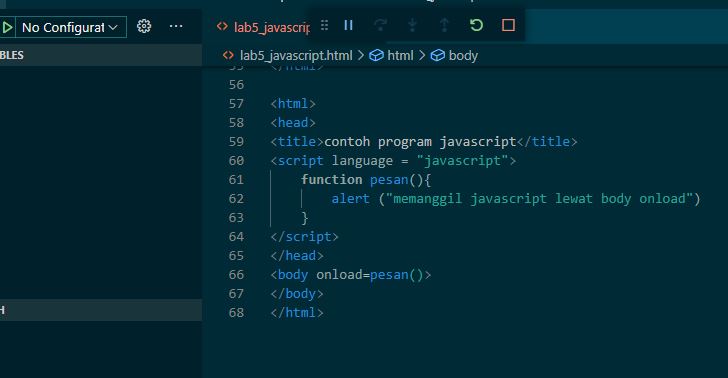 No Configurat
BLES
H
lab5_javascrip
lab5_javascript.html > html > body
55 </html>
56
57 <html>
58 <head>
59 <title>contoh program javascript</title>
60 <script language = "javascript">
61 function pesan(){
62 alert ("memanggil javascript lewat body onload")
63 }
64 </script>
65 </head>
66 <body onload=pesan()>
67 </body>
68 </html>